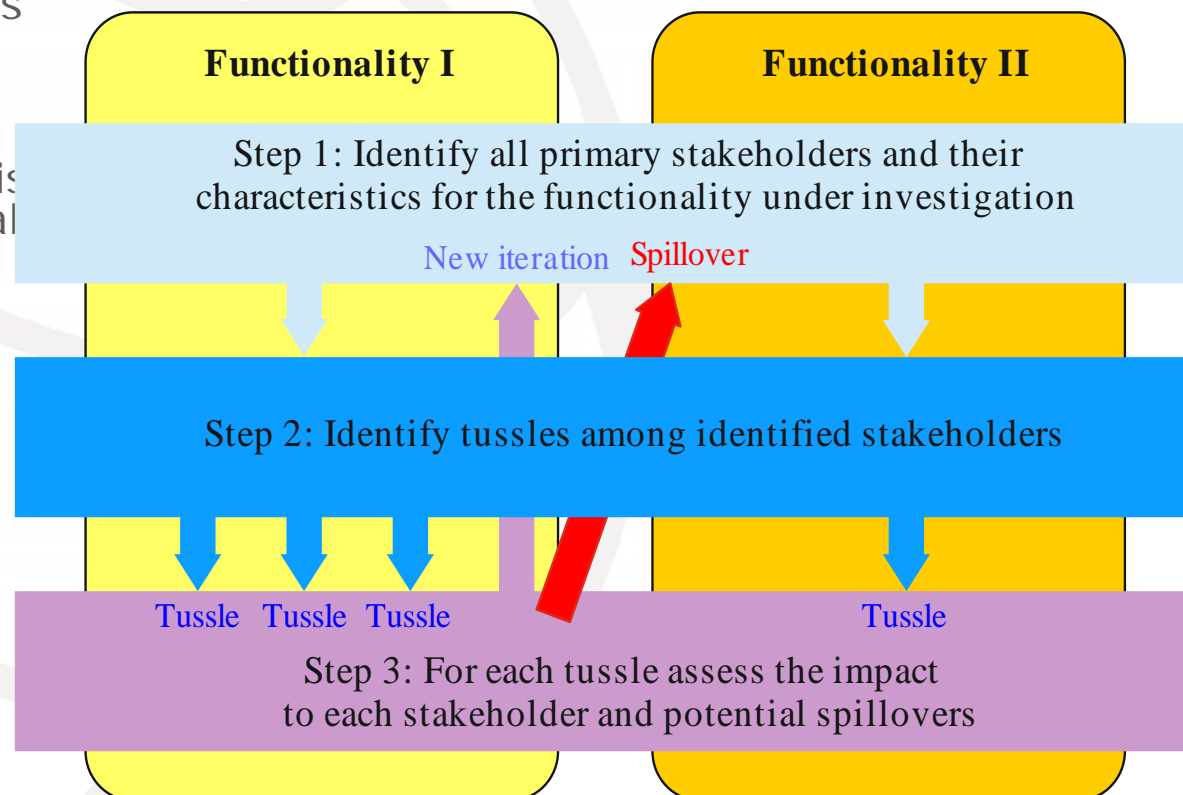 s
Functionality I
Functionality II
is
al
Step 1: Identify all primary stakeholders and their
characteristics for the functionality under investigation
New iteration
Spillover
Step 2: Identify tussles among identified stakeholders
Tussle Tussle Tussle
Tussle
Step 3: For each tussle assess the impact
to each stakeholder and potential spillovers